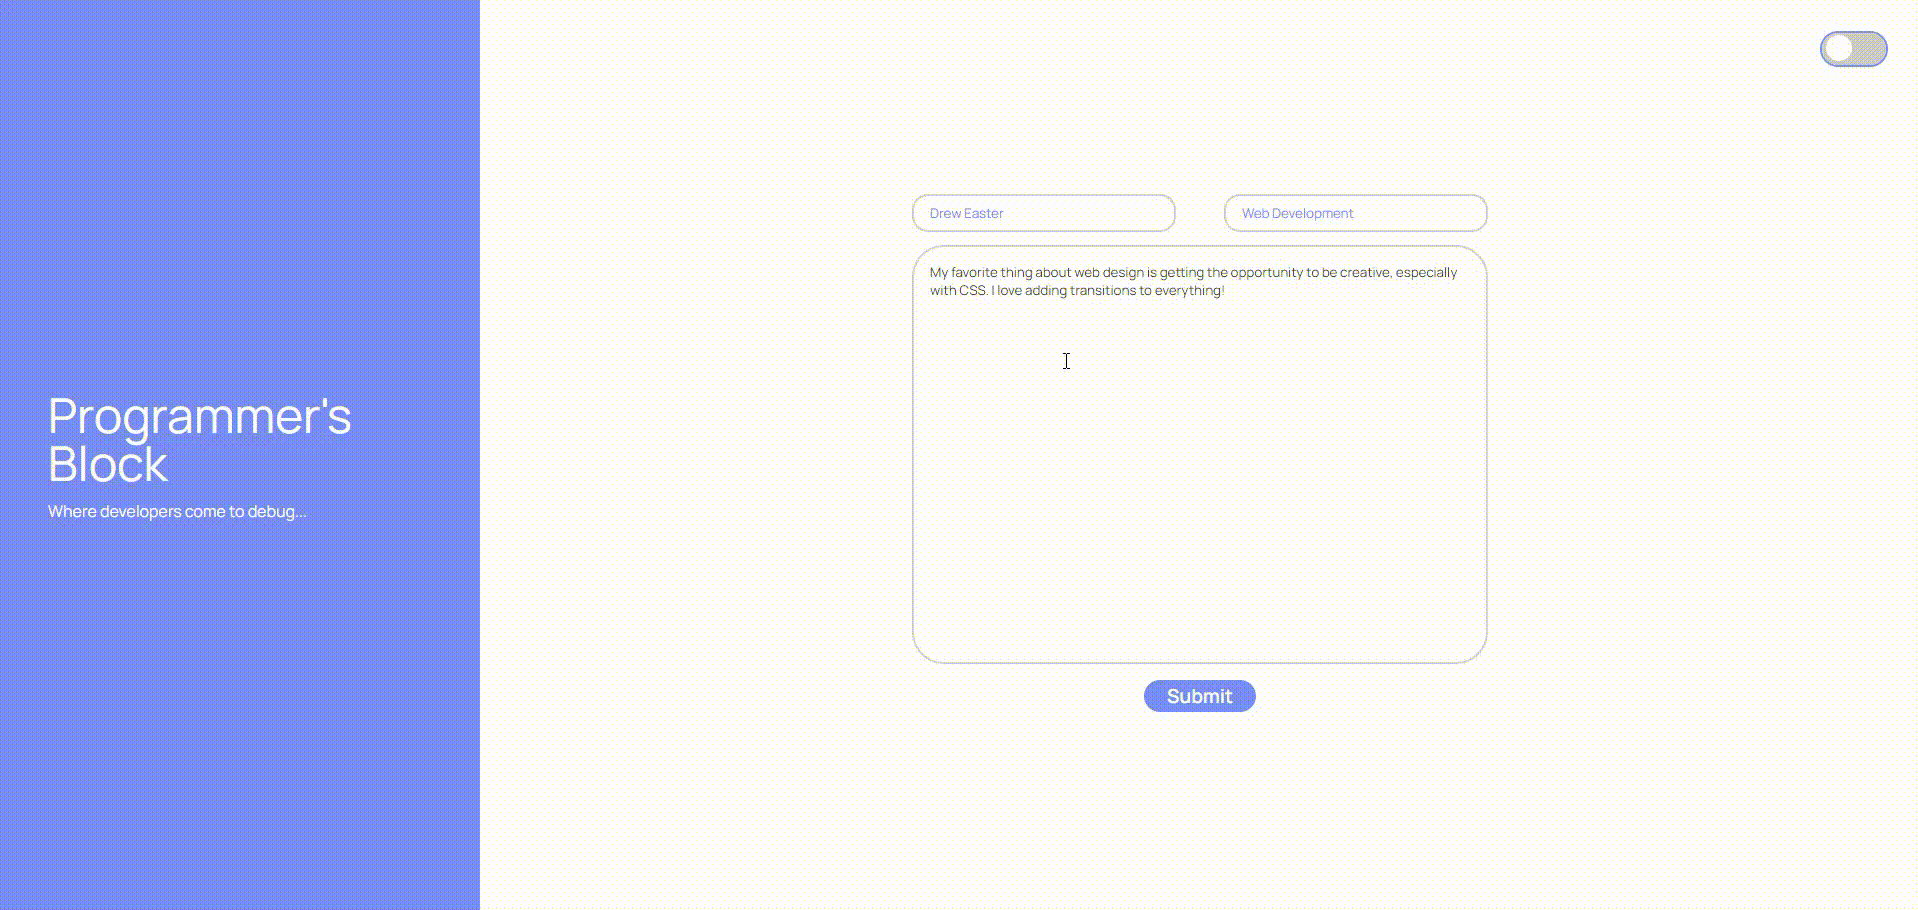 Programmer's
Block
Where developers come to debug...
Drew Easter
Web Development
My favorite thing about web design is getting the opportunity to be creative, especially
with CSS. I love adding transitions to everything!
Submit